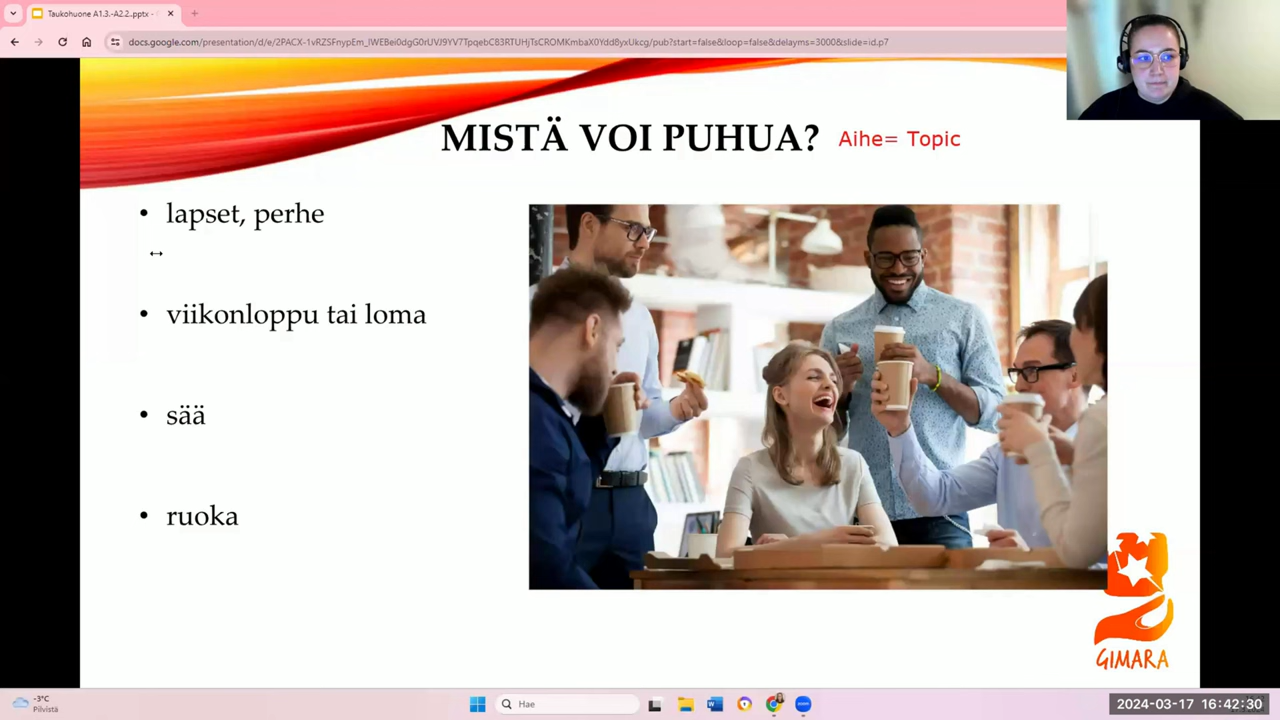 Taukohuone A1.3.-A2.2.pptx -
docs.google.com/presentation/d/e/2PACX-1vRZSFnypEm_lWEBei0dgG0rUVJ9YV7TpqebC83RTUHjTsCROMKmbaX0Ydd8yxUkcg/pub?start=false&loop=false&delayms=3000&slide=id.p7
MISTÄ VOI PUHUA?
Aihe= Topic
• lapset, perhe
• viikonloppu tai loma
• sää
• ruoka
GIMARA
-3°C
Pilvistä
Hae
2024-03-17 16:42:30